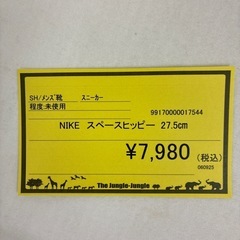 SH/メンズ靴　スニーカー
程度:未使用
99170000017544
NIKE スペースヒッピー 27.5cm
¥7,980 (税込)
060925
The Jungle-Jungle